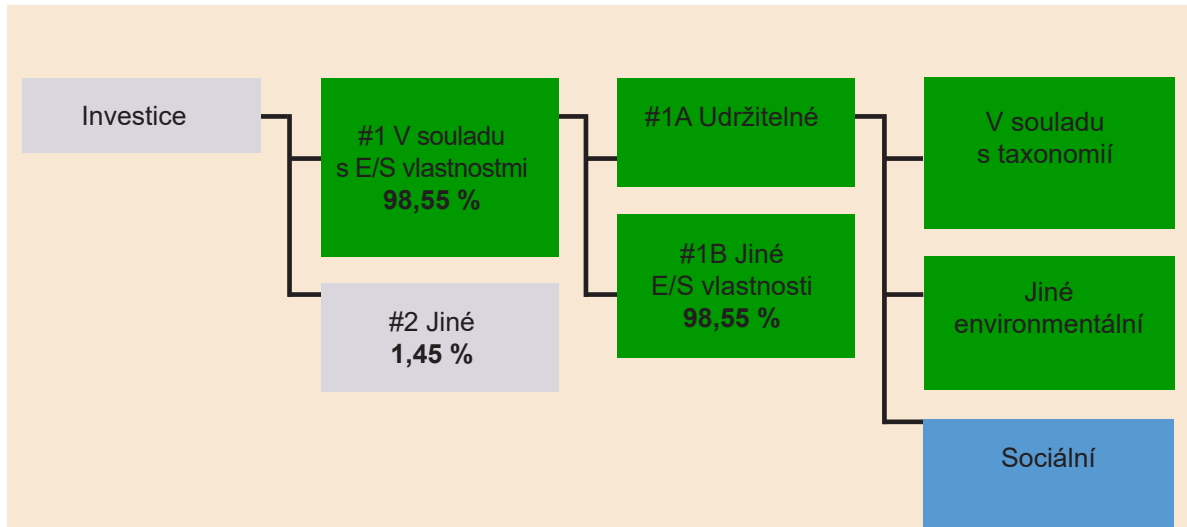 Investice
#1 V souladu
s E/S vlastnostmi
98,55 %
#2 Jiné
1,45 %
#1A Udržitelné
#1B Jiné
E/S vlastnosti
98,55 %
V souladu
s taxonomií
Jiné
environmentální
Sociální